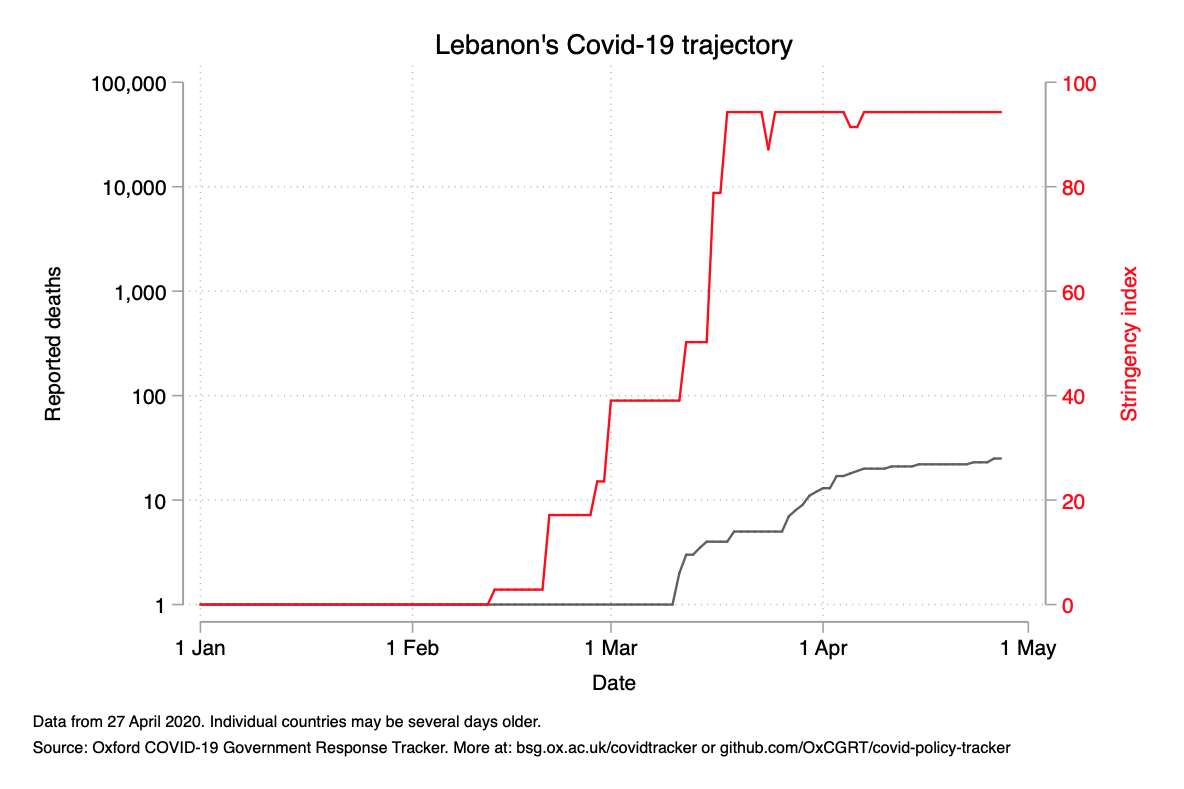 Lebanon's Covid-19 trajectory
100,000
10,000
1,000
100
10
1
Reported deaths
100
80
60
40
20
0
Stringency index
1 Jan
1 Feb
1 Mar
1 Apr
1 May
Date
Data from 27 April 2020. Individual countries may be several days older.
Source: Oxford COVID-19 Government Response Tracker. More at: bsg.ox.ac.uk/covidtracker or github.com/OxCGRT/covid-policy-tracker